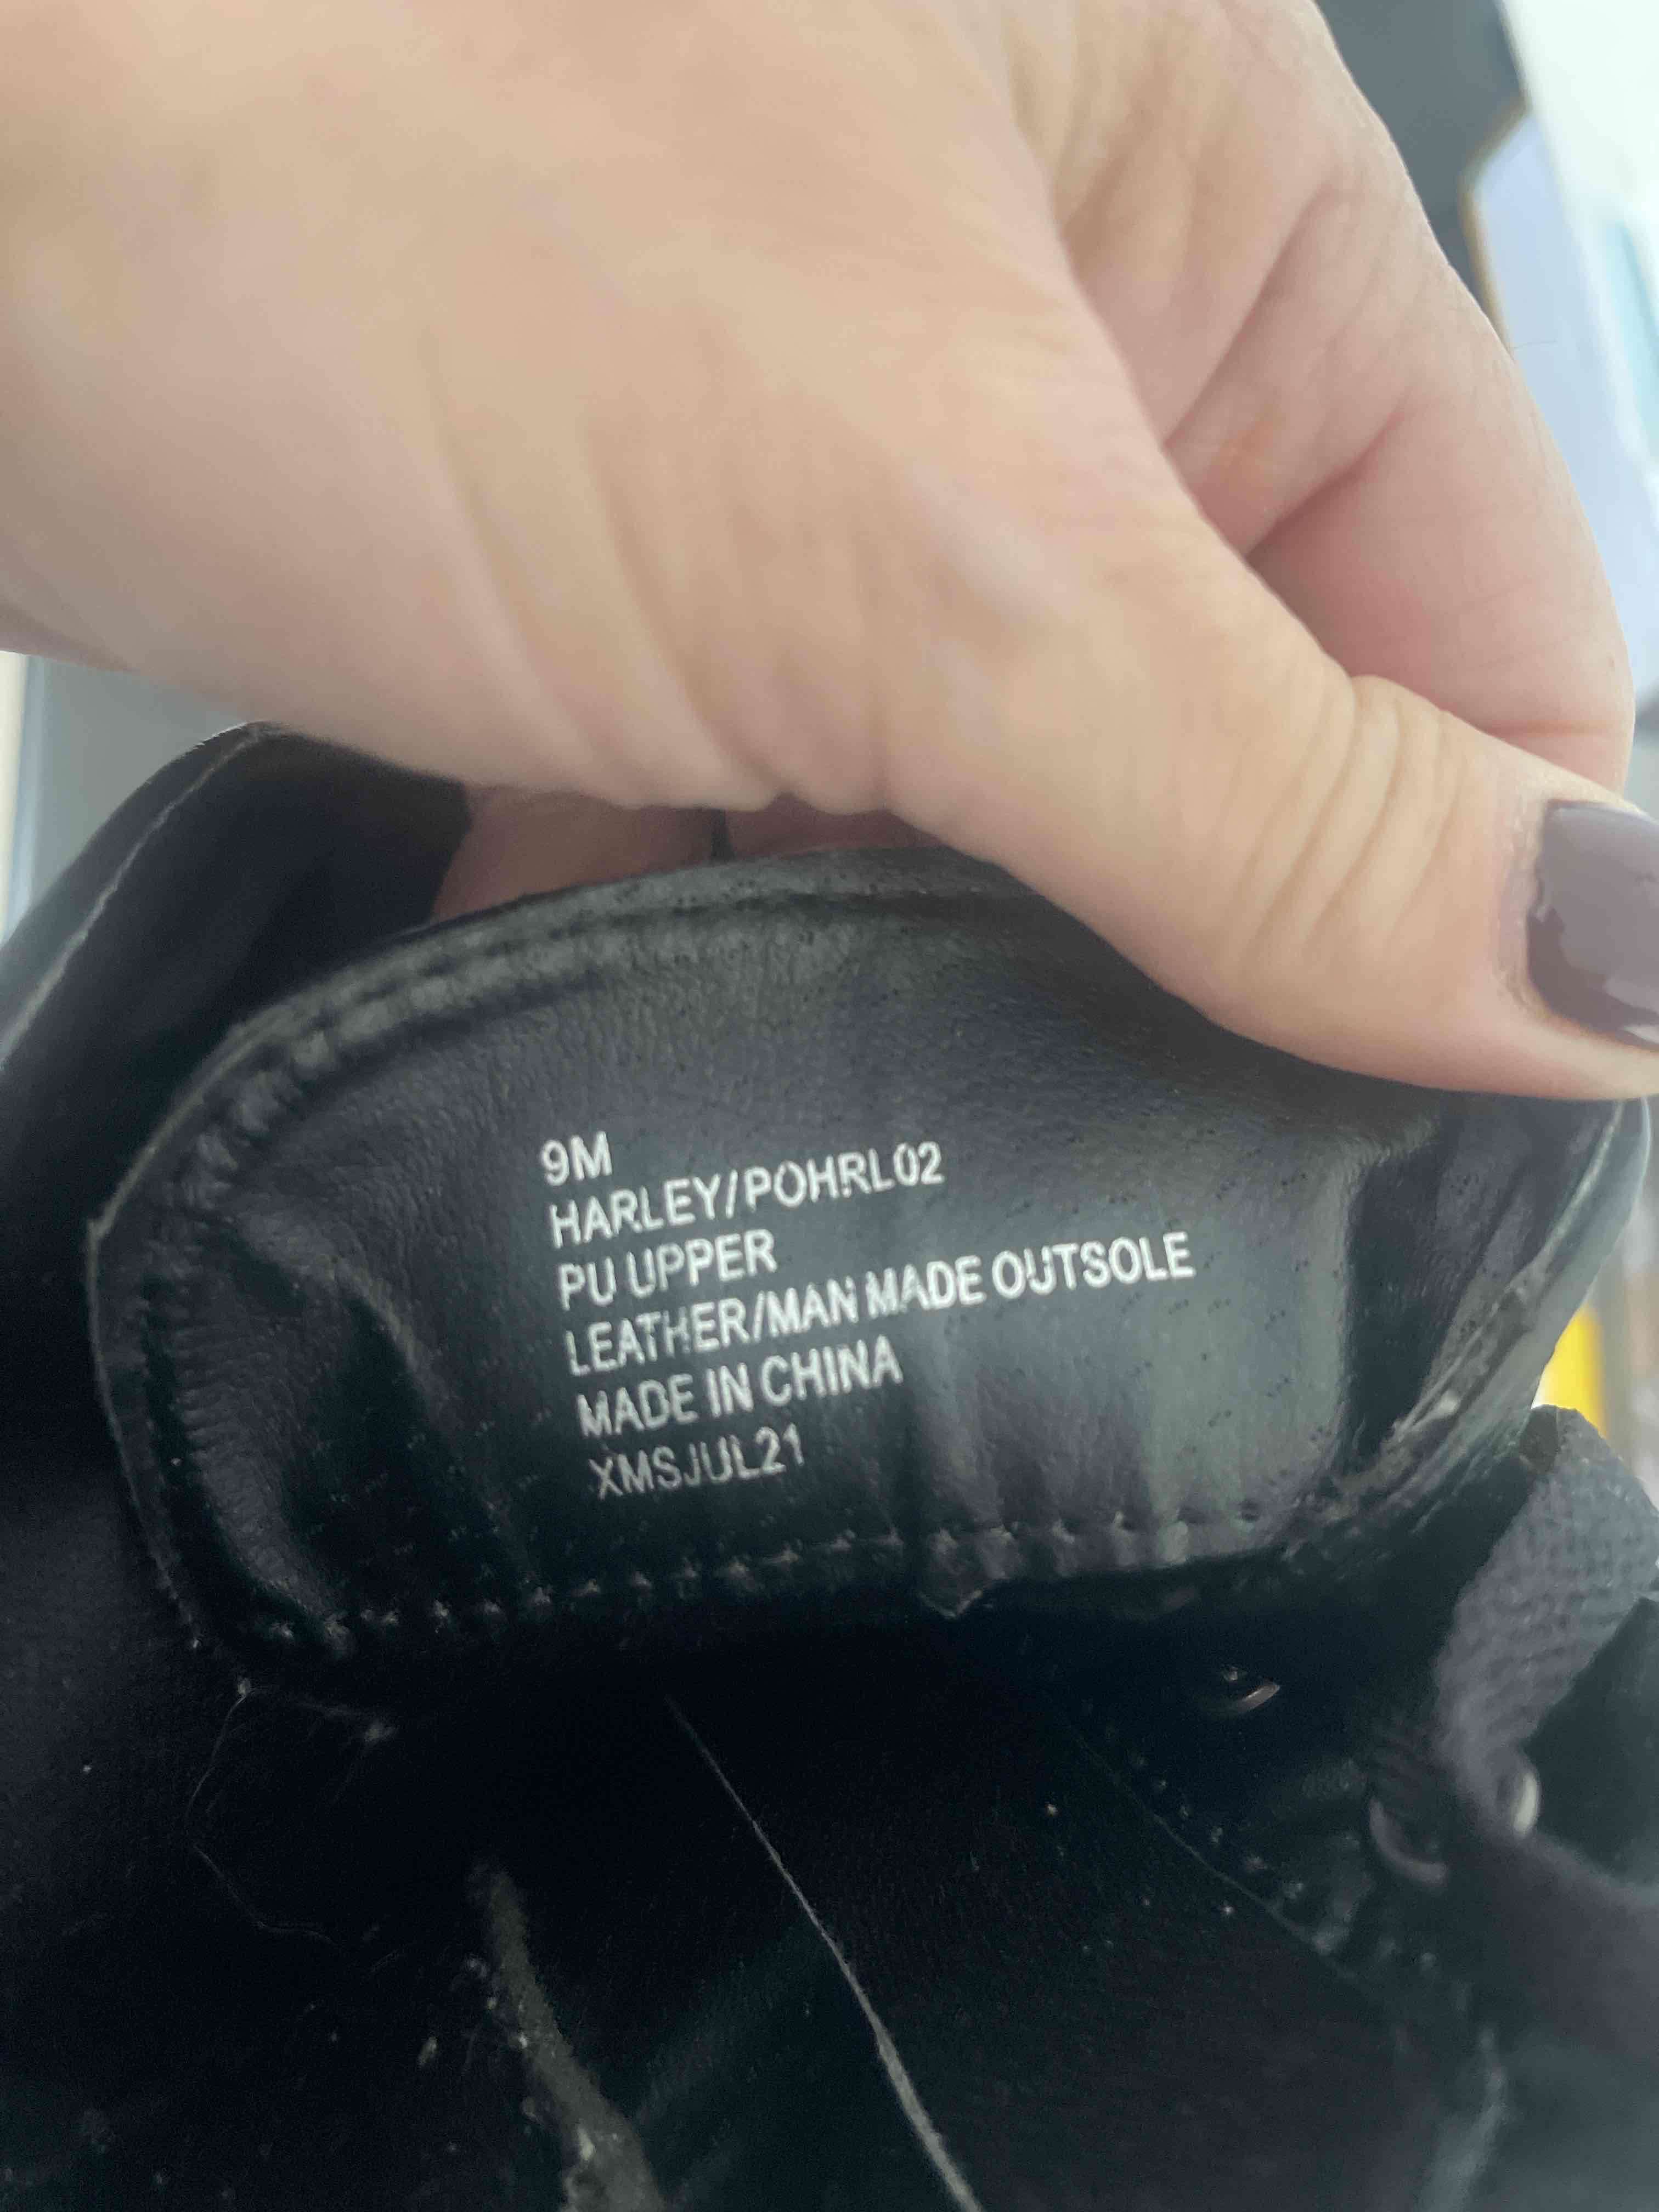 9M
HARLEY/POHRL02
PU UPPER
LEATHER/MAN MADE OUTSOLE
MADE IN CHINA
XMSJUL21